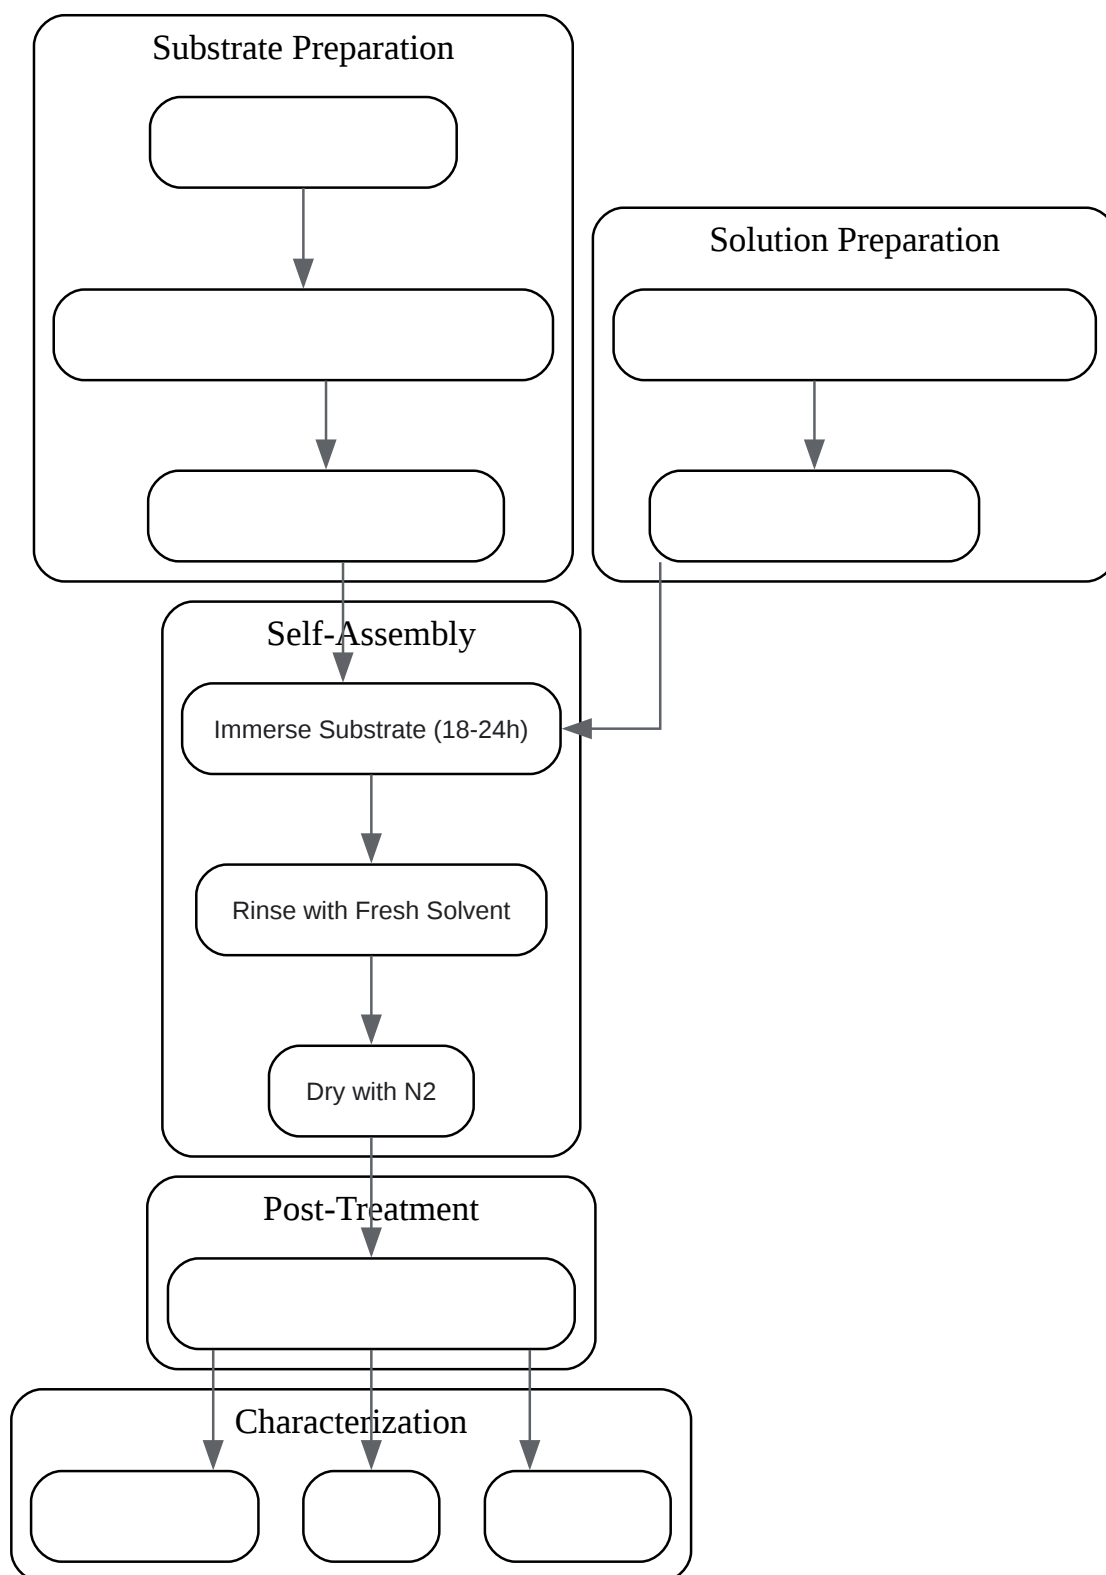 Substrate Preparation
Solution Preparation
Self-Assembly
Immerse Substrate (18-24h)
Rinse with Fresh Solvent
Dry with N2
Post-Treatment
Characterization